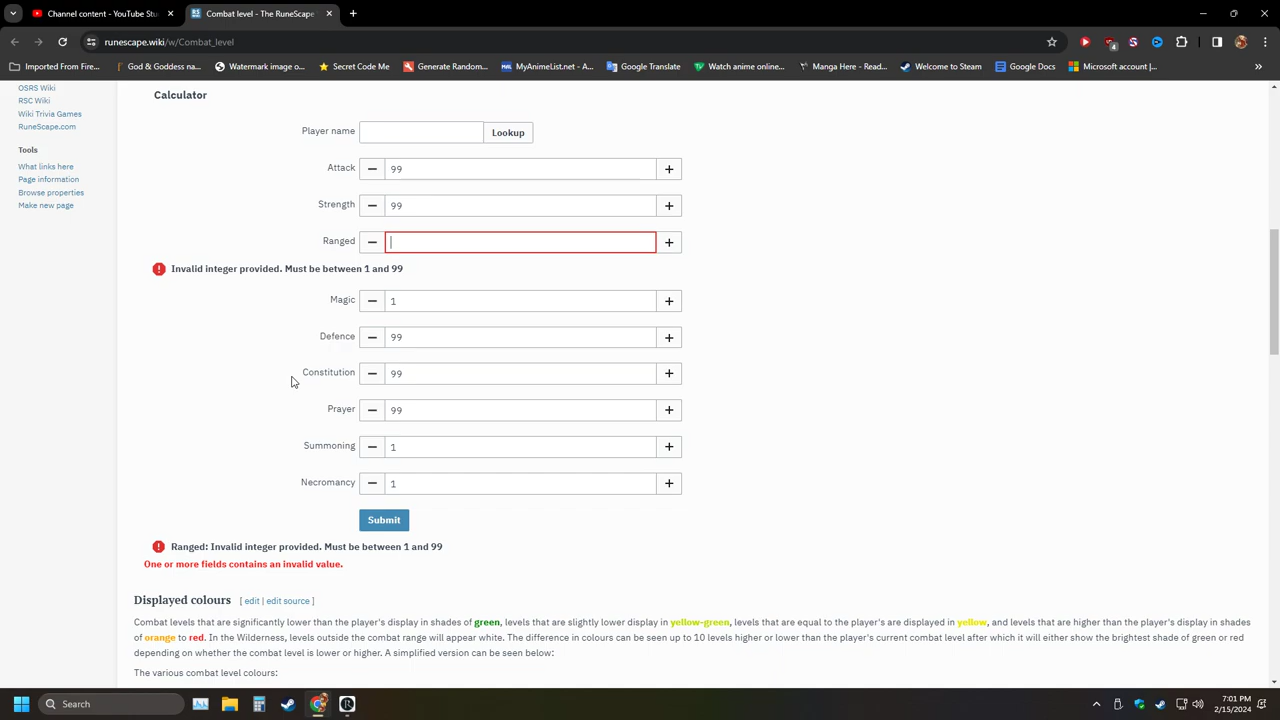 Channel content - YouTube Stu
Combat level - The RuneScape
runescape.wiki/w/Combat_level
4
Imported From Fire...
God & Goddess na...
Watermark image o...
Secret Code Me
Generate Random...
MyAnimeList.net - A...
Google Translate
Watch anime online...
Manga Here - Read...
Welcome to Steam
Google Docs
Microsoft account |...
OSRS Wiki
RSC Wiki
Wiki Trivia Games
RuneScape.com
Tools
What links here
Page information
Browse properties
Make new page
Calculator
Player name
Lookup
Attack 99
Strength 99
Ranged
Invalid integer provided. Must be between 1 and 99
Magic 1
Defence 99
Constitution 99
Prayer 99
Summoning 1
Necromancy 1
Submit
Ranged: Invalid integer provided. Must be between 1 and 99
One or more fields contains an invalid value.
Displayed colours [ edit | edit source ]
Combat levels that are significantly lower than the player's display in shades of green, levels that are slightly lower display in yellow-green, levels that are equal to the player's are displayed in yellow, and levels that are higher than the player's display in shades
of orange to red. In the Wilderness, levels outside the combat range will appear white. The difference in colours can be seen up to 10 levels higher or lower than the player's current combat level after which it will either show the brightest shade of green or red
depending on whether the combat level is lower or higher. A simplified version can be seen below:
The various combat level colours:
Search
7:01 PM
2/15/2024